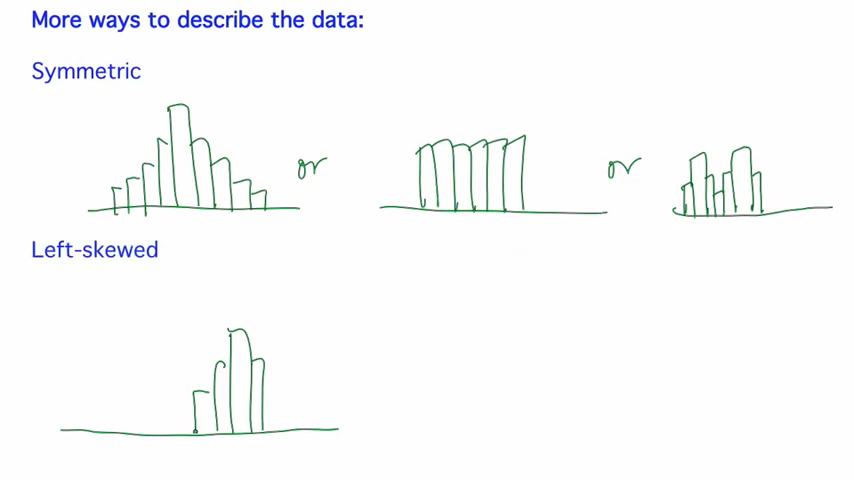 More ways to describe the data:
Symmetric
or or
Left-skewed